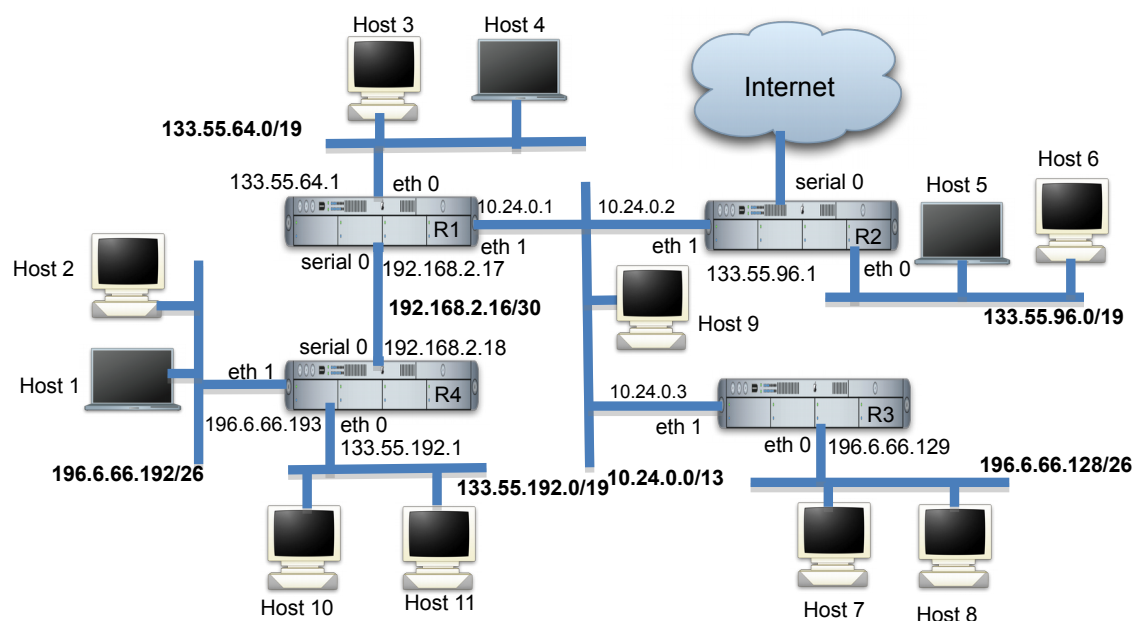 Host 3
Host 4
Internet
133.55.64.0/19
Host 6
133.55.64.1
eth 0
serial 0
Host 5
10.24.0.1
10.24.0.2
R1
R2
eth 1
eth 1
Host 2
serial 0
192.168.2.17
133.55.96.1
eth 0
192.168.2.16/30
Host 9
133.55.96.0/19
serial 0
192.168.2.18
Host 1
eth 1
R4
10.24.0.3
R3
196.6.66.193
eth 0
eth 1
eth 0
133.55.192.1
196.6.66.129
196.6.66.192/26
133.55.192.0/19
10.24.0.0/13
196.6.66.128/26
Host 10
Host 11
Host 7
Host 8